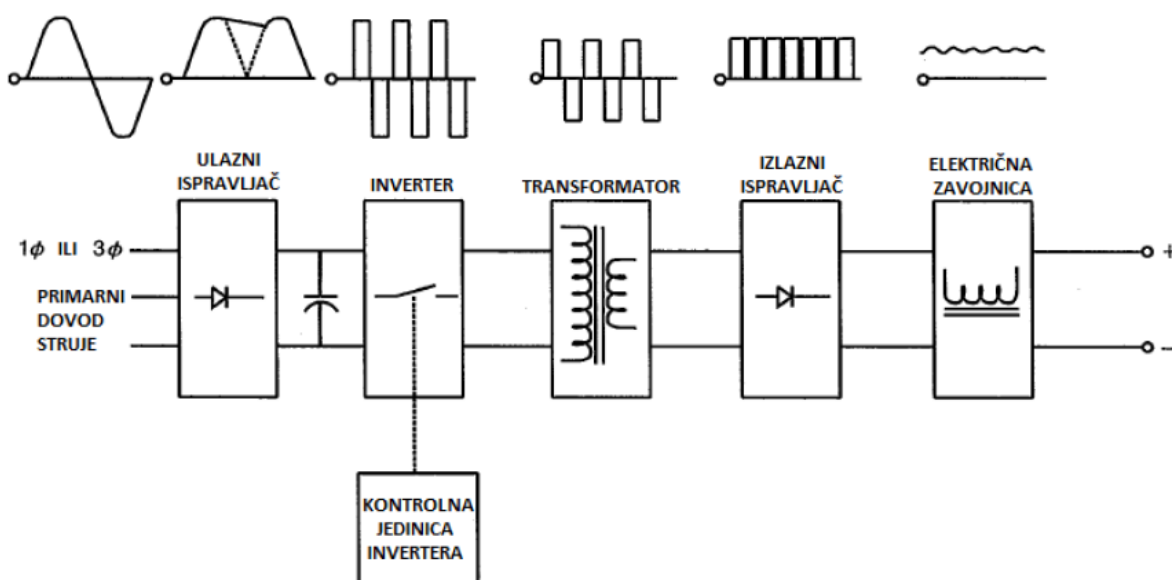 ULAZNI
ISPRAVLJAČ
INVERTER
TRANSFORMATOR
IZLAZNI
ISPRAVLJAČ
ELEKTRIČNA
ZAVOJNICA
1ϕ ILI 3ϕ
PRIMARNI
DOVOD
STRUJE
+
–
KONTROLNA
JEDINICA
INVERTERA